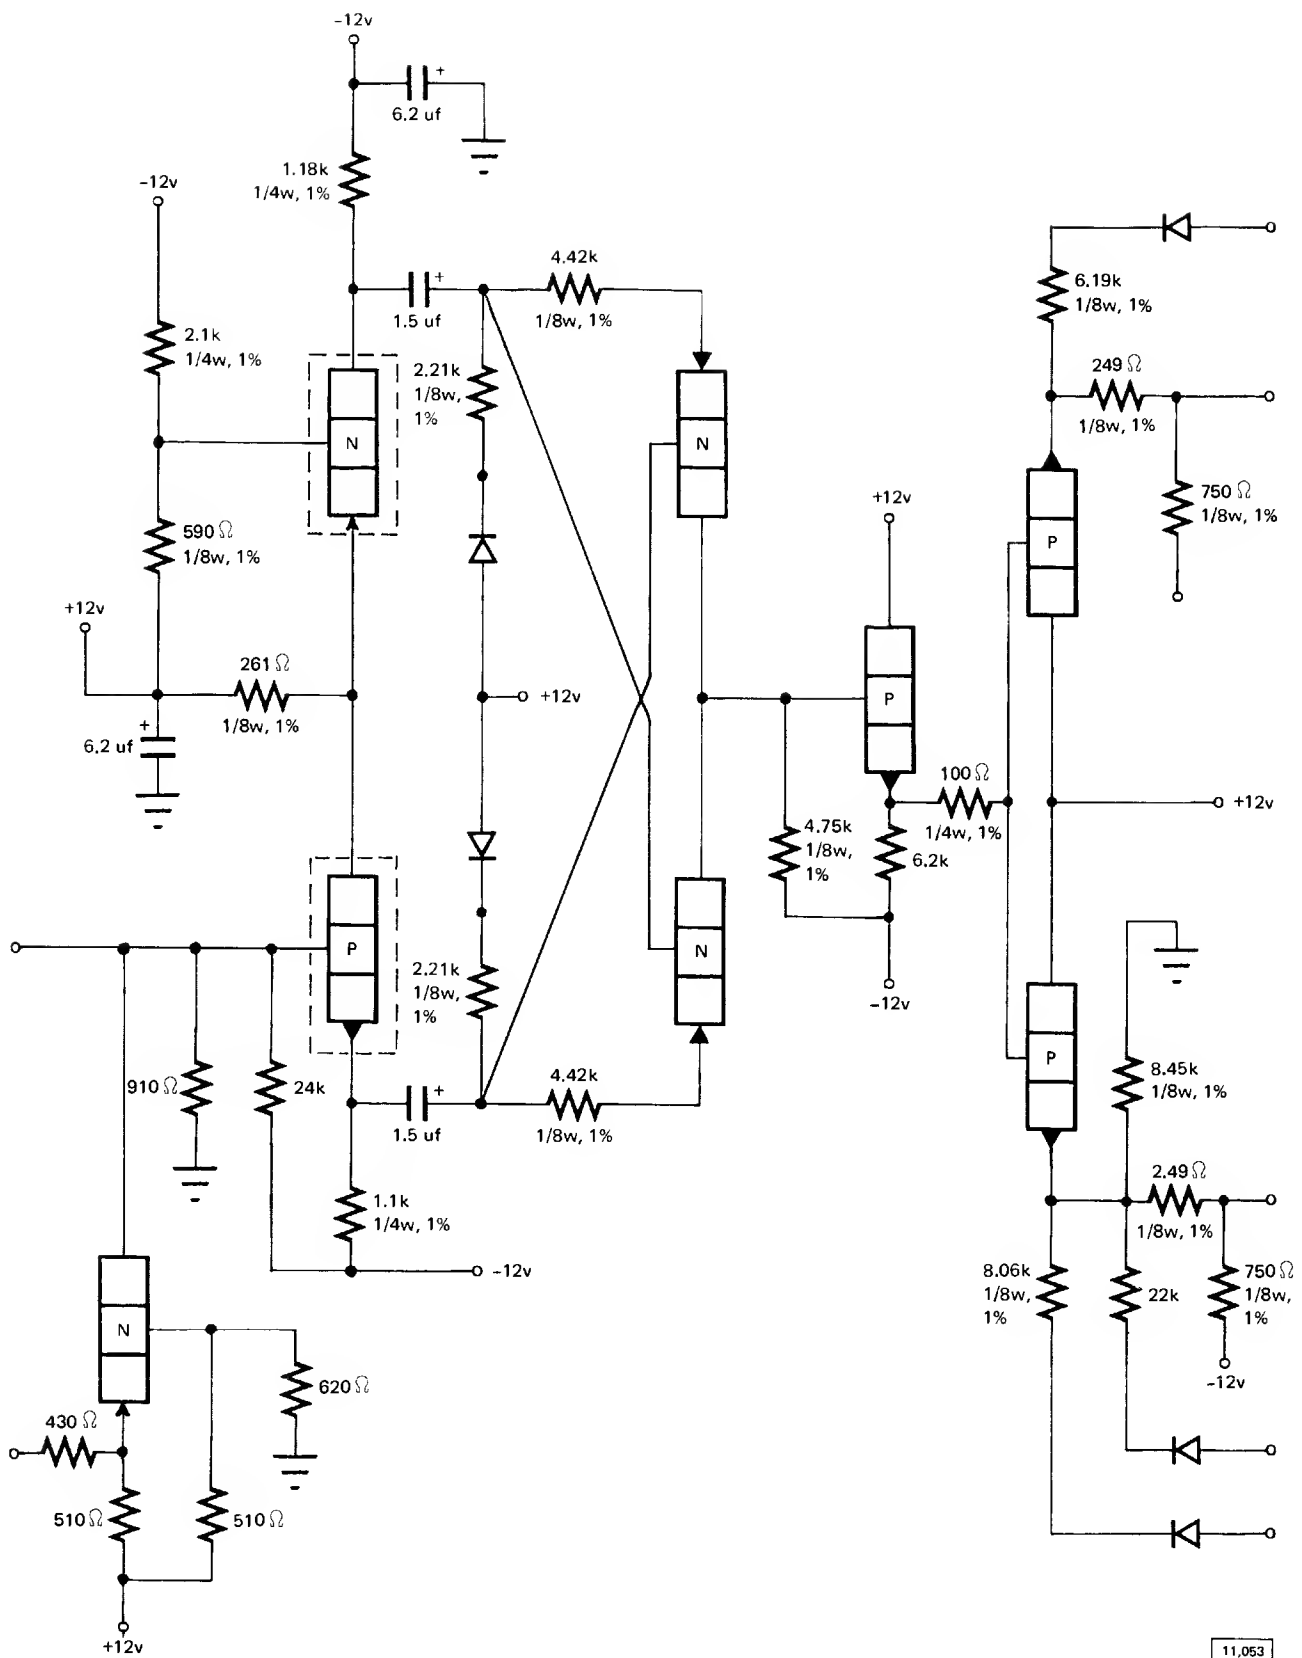 -12v
+
6.2 uf
1.18k
1/4w, 1%
-12v
2.1k
1/4w, 1%
+
1.5 uf
4.42k
1/8w, 1%
2.21k
1/8w,
1%
N
N
590 Ω
1/8w, 1%
+12v
261 Ω
1/8w, 1%
+
6.2 uf
+12v
+12v
P
4.75k
1/8w,
1%
6.2k
-12v
100 Ω
1/4w, 1%
6.19k
1/8w, 1%
249 Ω
1/8w, 1%
750 Ω
1/8w, 1%
P
+12v
P
N
P
2.21k
1/8w,
1%
910 Ω
24k
+
1.5 uf
4.42k
1/8w, 1%
1.1k
1/4w, 1%
-12v
8.45k
1/8w, 1%
2.49 Ω
1/8w, 1%
8.06k
1/8w,
1%
22k
750 Ω
1/8w,
1%
-12v
N
620 Ω
430 Ω
510 Ω
510 Ω
+12v
11,053